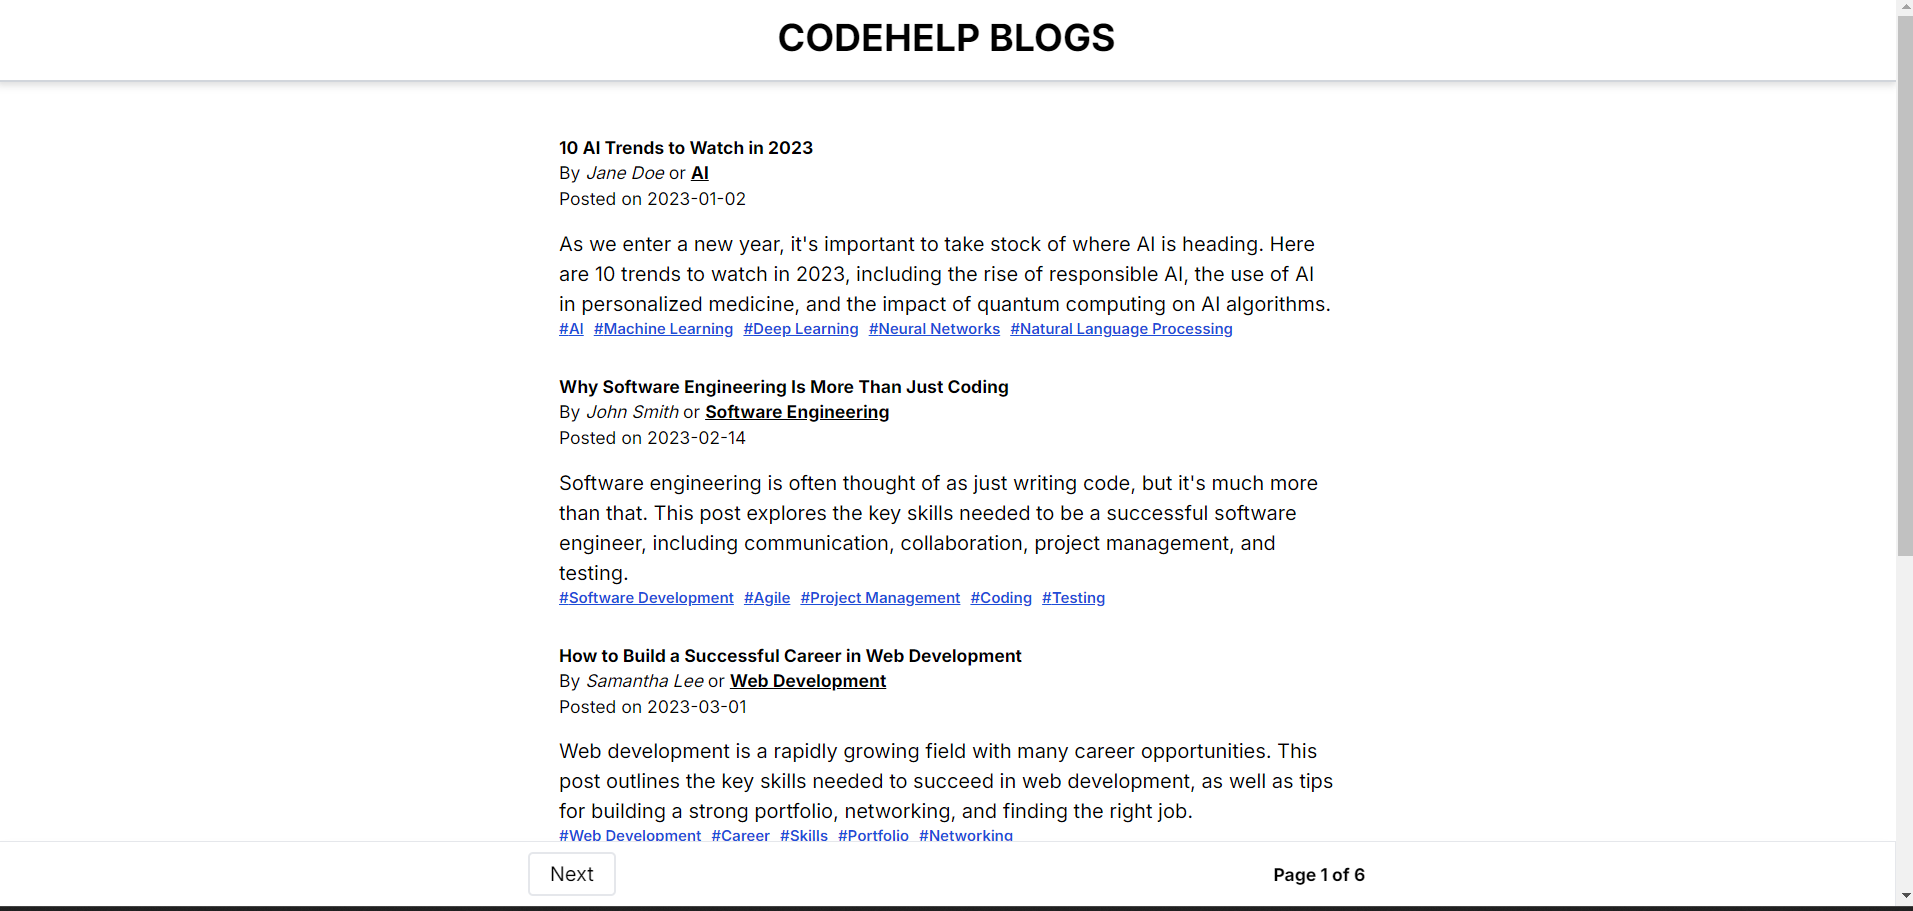 CODEHELP BLOGS
10 AI Trends to Watch in 2023
By Jane Doe or AI
Posted on 2023-01-02
As we enter a new year, it's important to take stock of where AI is heading. Here
are 10 trends to watch in 2023, including the rise of responsible AI, the use of AI
in personalized medicine, and the impact of quantum computing on AI algorithms.
#AI #Machine Learning #Deep Learning #Neural Networks #Natural Language Processing
Why Software Engineering Is More Than Just Coding
By John Smith or Software Engineering
Posted on 2023-02-14
Software engineering is often thought of as just writing code, but it's much more
than that. This post explores the key skills needed to be a successful software
engineer, including communication, collaboration, project management, and
testing.
#Software Development #Agile #Project Management #Coding #Testing
How to Build a Successful Career in Web Development
By Samantha Lee or Web Development
Posted on 2023-03-01
Web development is a rapidly growing field with many career opportunities. This
post outlines the key skills needed to succeed in web development, as well as tips
for building a strong portfolio, networking, and finding the right job.
#Web Development #Career #Skills #Portfolio #Networking
Next Page 1 of 6